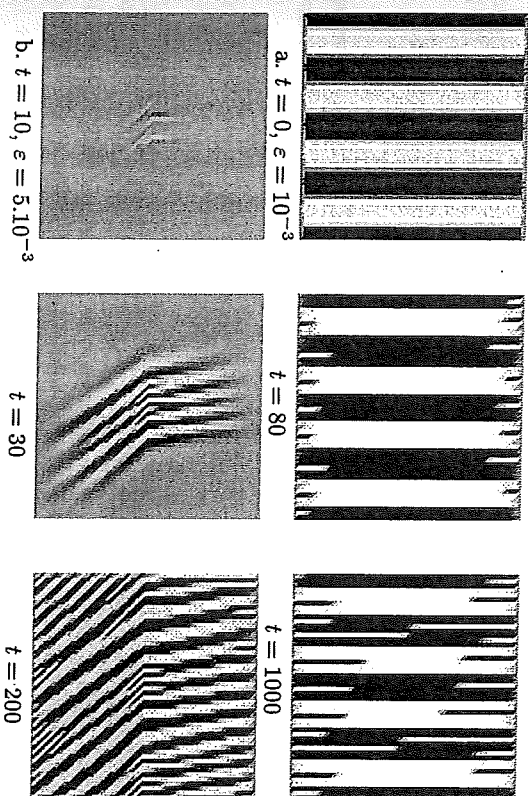 a. t = 0, ε = 10⁻³
t = 80
t = 1000
b. t = 10, ε = 5.10⁻³
t = 30
t = 200